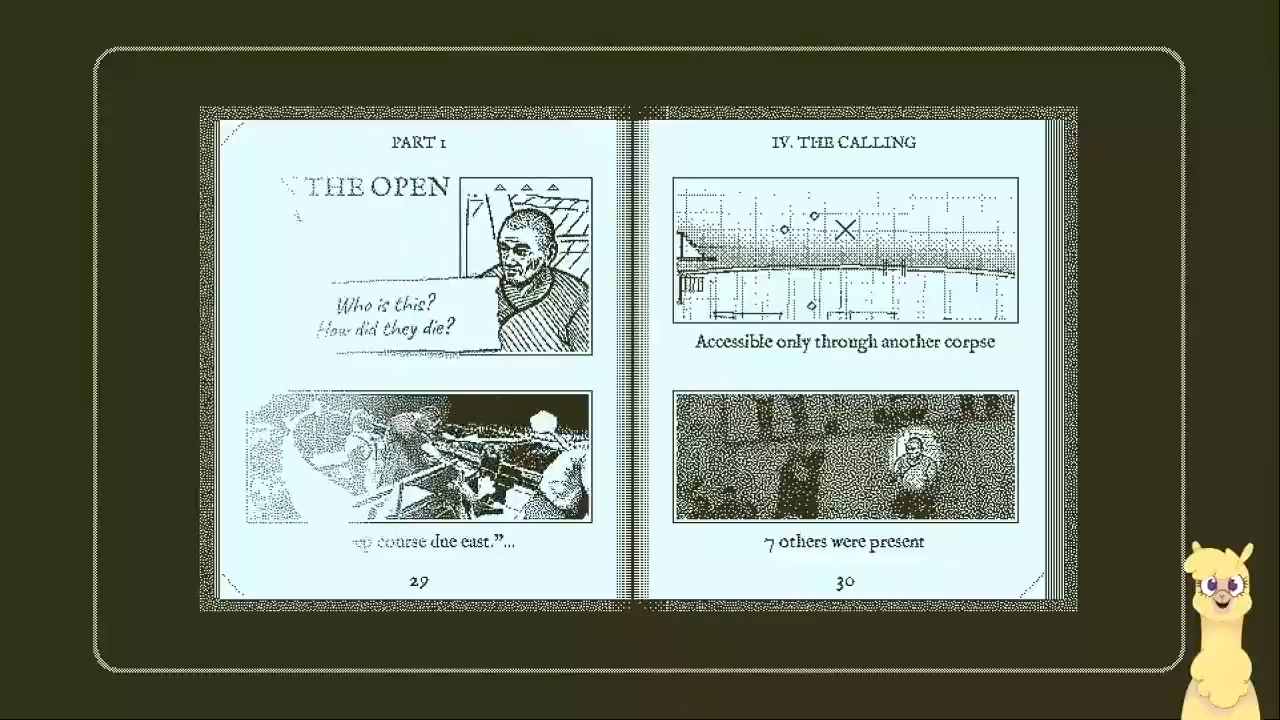 PART 1
THE OPEN
Who is this?
How did they die?
course due east."...
29
IV. THE CALLING
Accessible only through another corpse
7 others were present
30